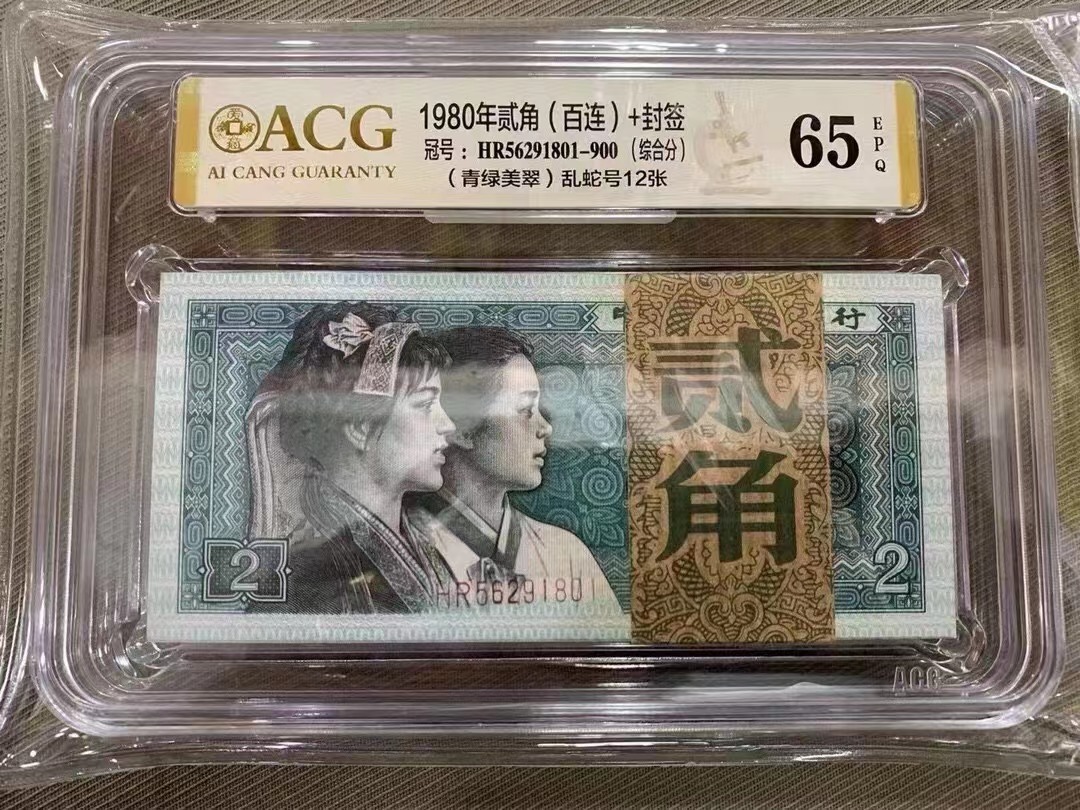 ACG
AI CANG GUARANTY
1980年贰角（百连）+封签
冠号：HR56291801-900（综合分）
（青绿美翠）乱蛇号12张
65
EPQ
行
贰角
2
HR56291801
2
ACG